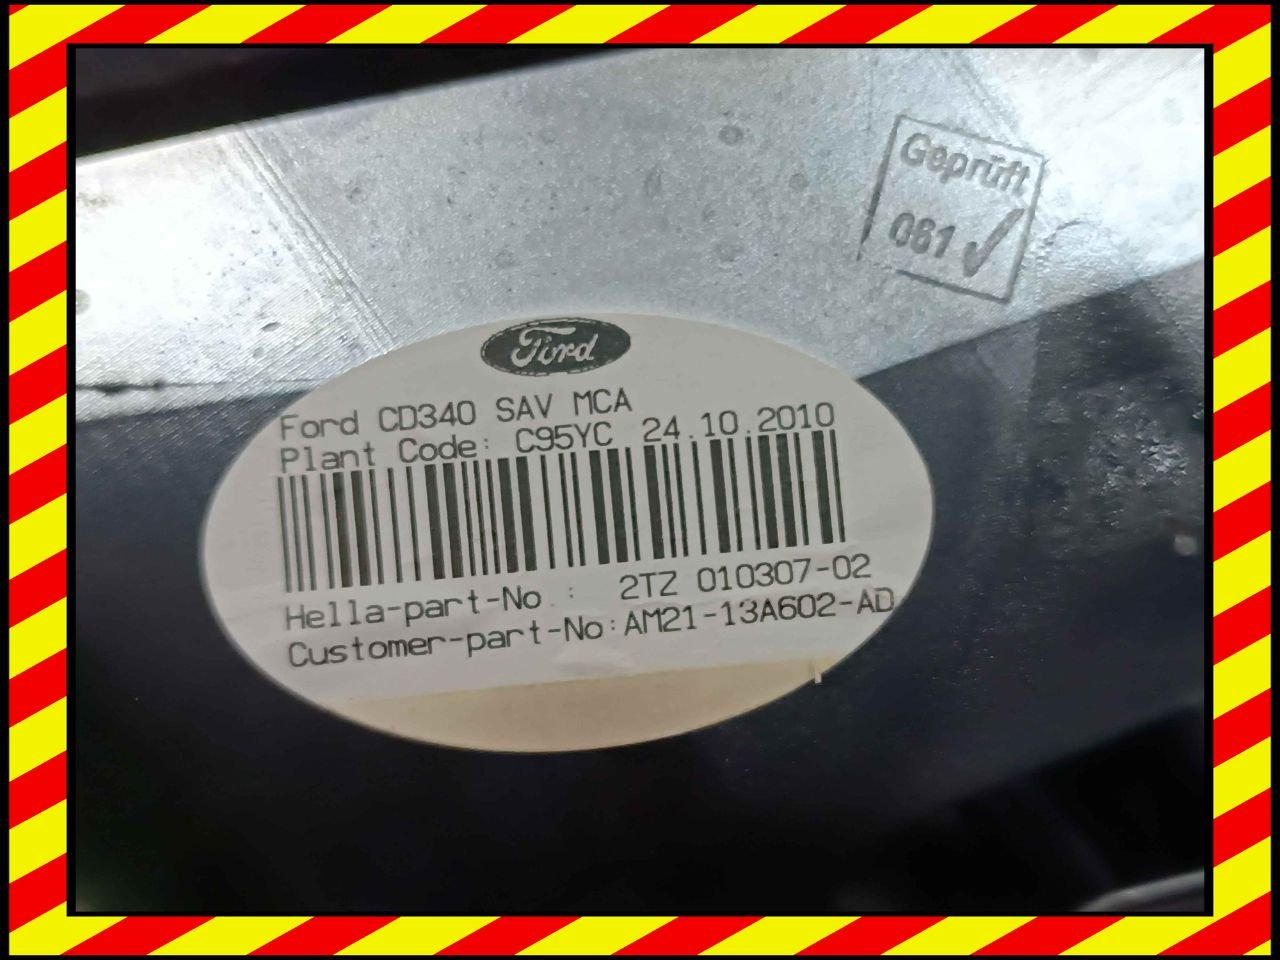 Geprüft
061
Ford
Ford CD340 SAV MCA
Plant Code: C95YC 24.10.2010
Hella-part-No.: 2TZ 010307-02
Customer-part-No: AM21-13A602-AD